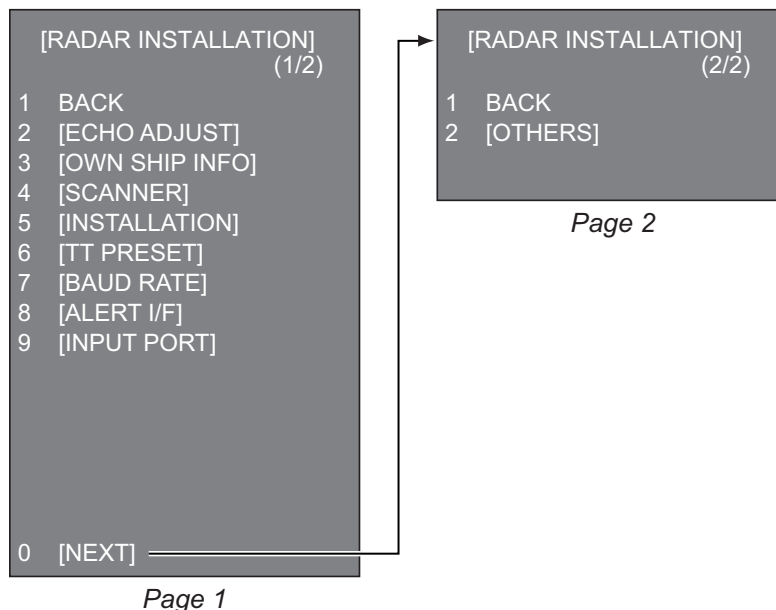 [RADAR INSTALLATION]
(1/2)
1 BACK
2 [ECHO ADJUST]
3 [OWN SHIP INFO]
4 [SCANNER]
5 [INSTALLATION]
6 [TT PRESET]
7 [BAUD RATE]
8 [ALERT I/F]
9 [INPUT PORT]
0 [NEXT]
Page 1
[RADAR INSTALLATION]
(2/2)
1 BACK
2 [OTHERS]
Page 2